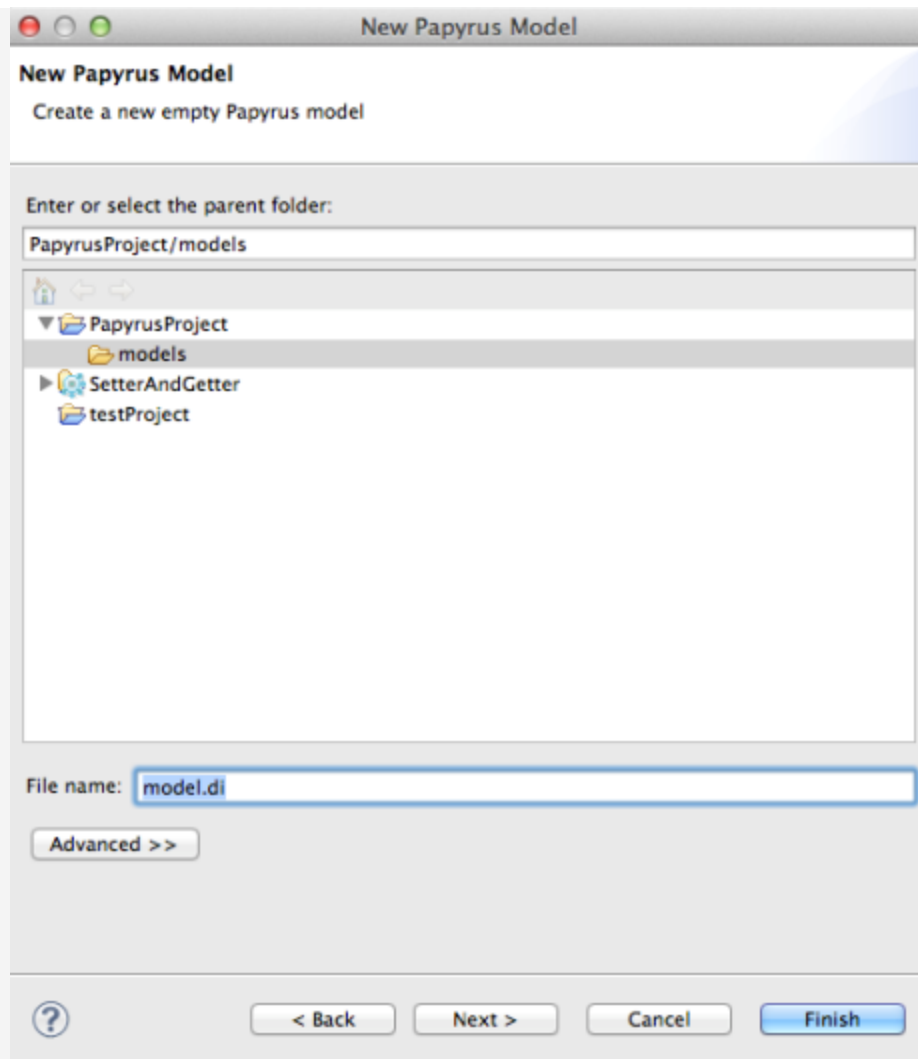 New Papyrus Model
New Papyrus Model
Create a new empty Papyrus model
Enter or select the parent folder:
PapyrusProject/models
PapyrusProject
models
SetterAndGetter
testProject
File name: model.di
Advanced >>
? < Back Next > Cancel Finish